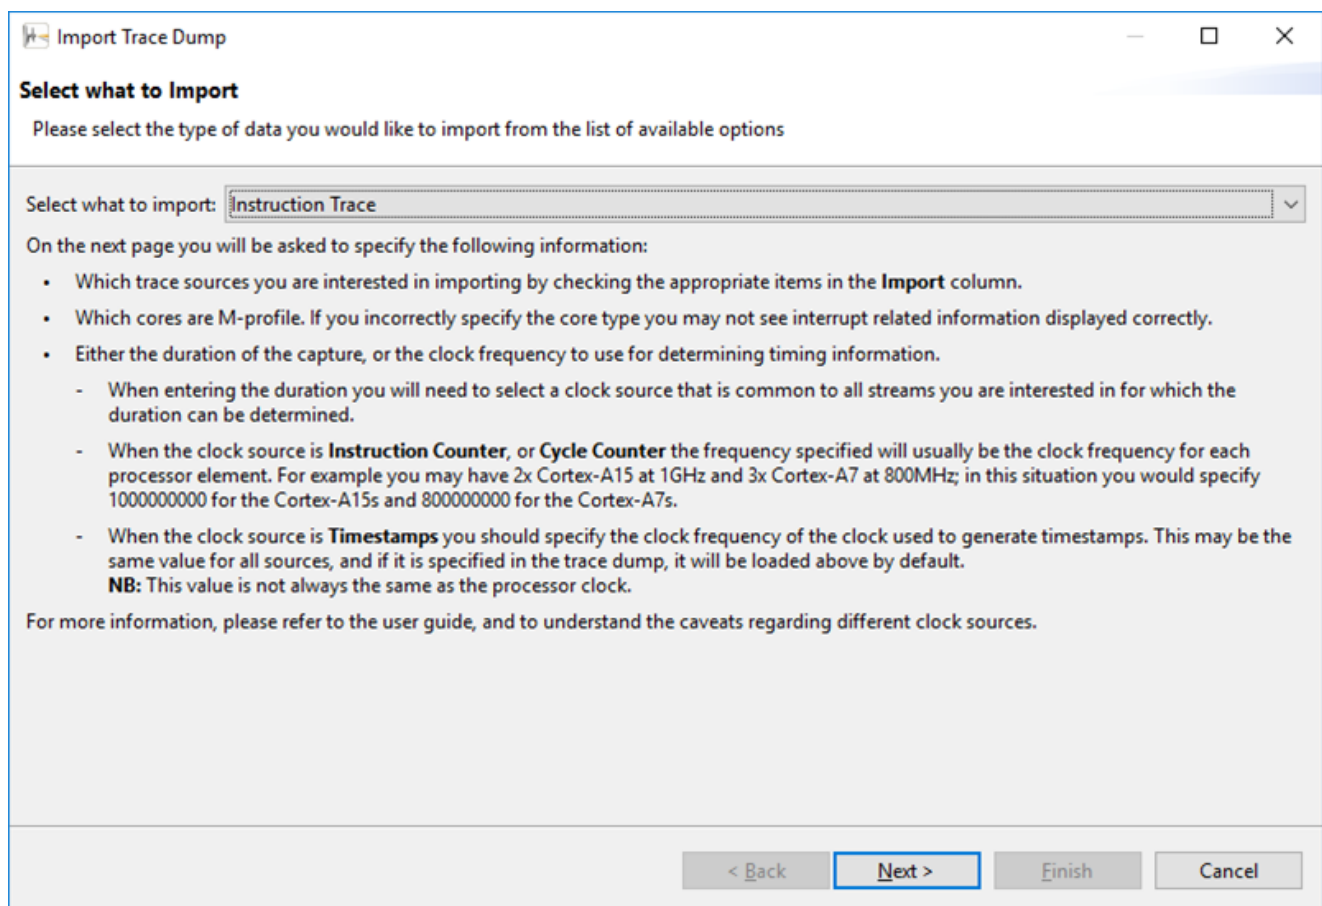 Import Trace Dump
Select what to Import
Please select the type of data you would like to import from the list of available options
Select what to import: Instruction Trace
On the next page you will be asked to specify the following information:
• Which trace sources you are interested in importing by checking the appropriate items in the Import column.
• Which cores are M-profile. If you incorrectly specify the core type you may not see interrupt related information displayed correctly.
• Either the duration of the capture, or the clock frequency to use for determining timing information.
- When entering the duration you will need to select a clock source that is common to all streams you are interested in for which the
duration can be determined.
- When the clock source is Instruction Counter, or Cycle Counter the frequency specified will usually be the clock frequency for each
processor element. For example you may have 2x Cortex-A15 at 1GHz and 3x Cortex-A7 at 800MHz; in this situation you would specify
1000000000 for the Cortex-A15s and 800000000 for the Cortex-A7s.
- When the clock source is Timestamps you should specify the clock frequency of the clock used to generate timestamps. This may be the
same value for all sources, and if it is specified in the trace dump, it will be loaded above by default.
NB: This value is not always the same as the processor clock.
For more information, please refer to the user guide, and to understand the caveats regarding different clock sources.
< Back Next > Finish Cancel